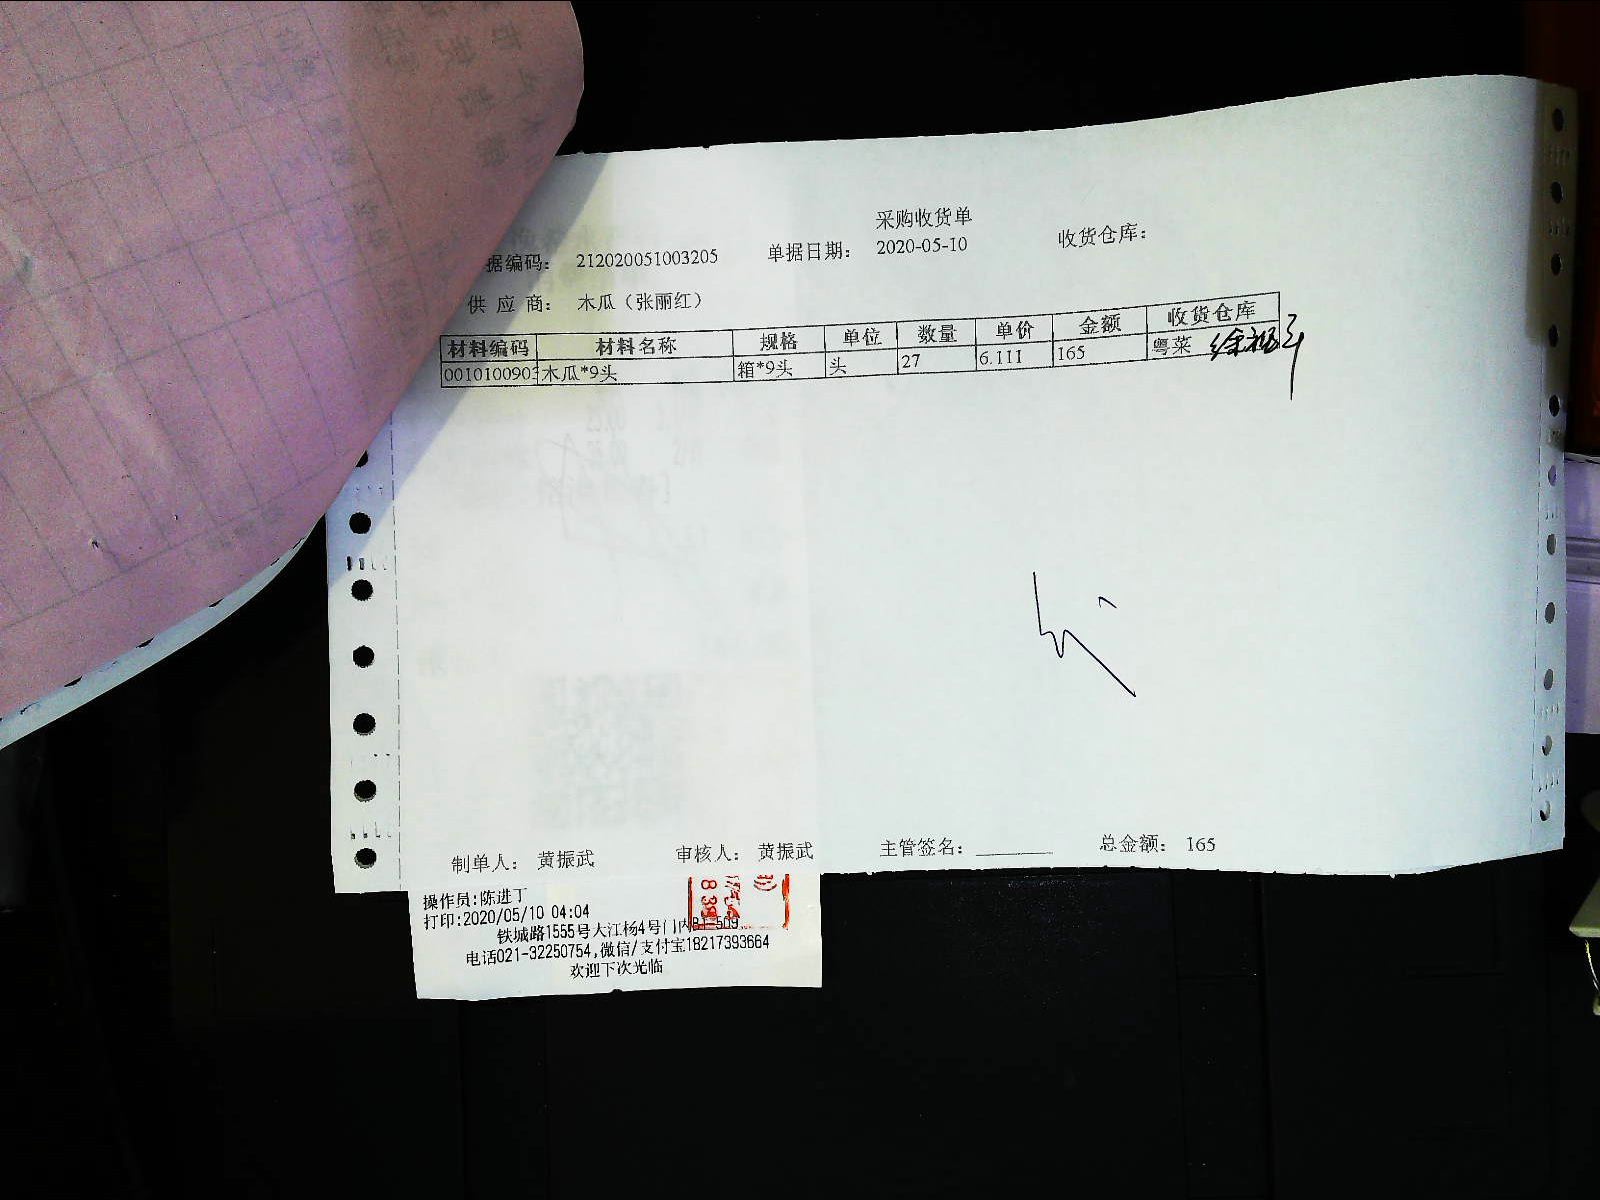 采购收货单
据编码： 212020051003205 单据日期： 2020-05-10 收货仓库：
供 应 商： 木瓜（张丽红）
材料编码 材料名称 规格 单位 数量 单价 金额 收货仓库
0010100903 木瓜*9头 箱*9头 头 27 6.111 165 粤菜
制单人： 黄振武 审核人： 黄振武 主管签名： 总金额： 165
操作员:陈进丁
打印:2020/05/10 04:04
铁城路1555号大江杨4号门内B1-509
电话021-32250754,微信/支付宝18217393664
欢迎下次光临